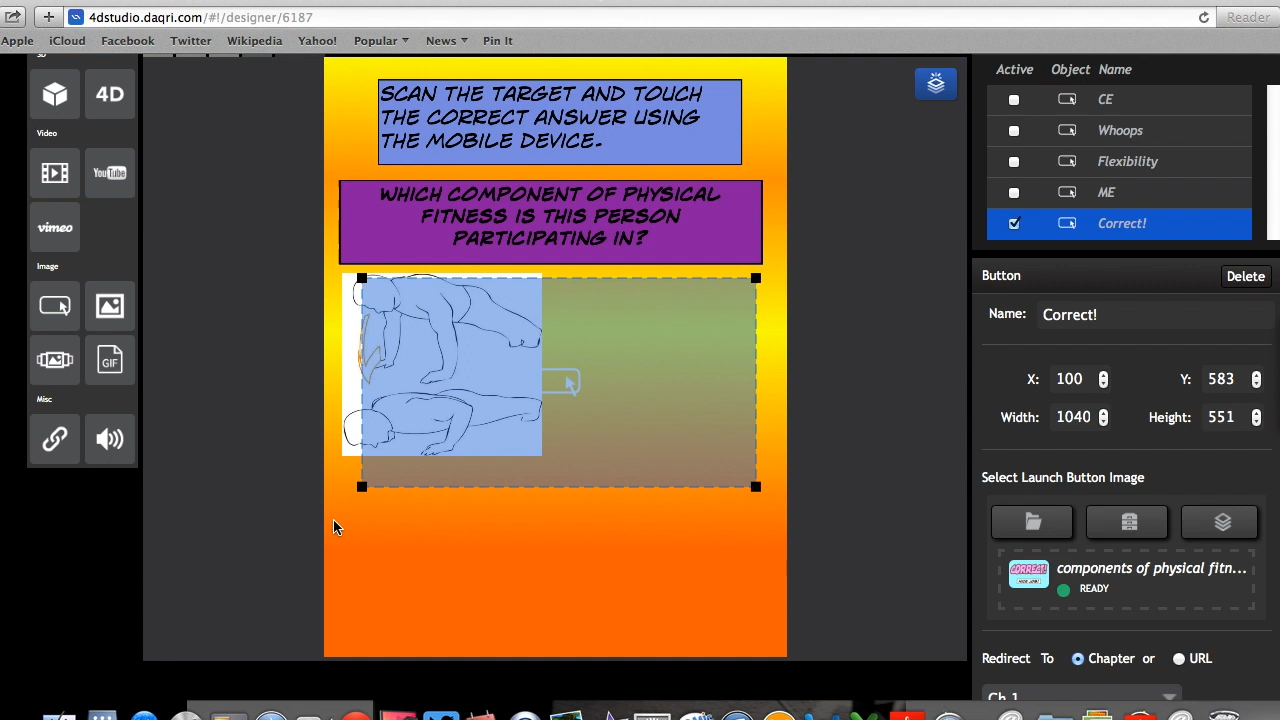 4dstudio.daqri.com/#!/designer/6187
Reader
Apple iCloud Facebook Twitter Wikipedia Yahoo! Popular News Pin It
4D
Video
YouTube
vimeo
Image
GIF
Misc
SCAN THE TARGET AND TOUCH
THE CORRECT ANSWER USING
THE MOBILE DEVICE.
WHICH COMPONENT OF PHYSICAL
FITNESS IS THIS PERSON
PARTICIPATING IN?
Active Object Name
CE
Whoops
Flexibility
ME
Correct!
Button Delete
Name: Correct!
X: 100 Y: 583
Width: 1040 Height: 551
Select Launch Button Image
CORRECT!
components of physical fitn...
READY
Redirect To Chapter or URL
Ch 1